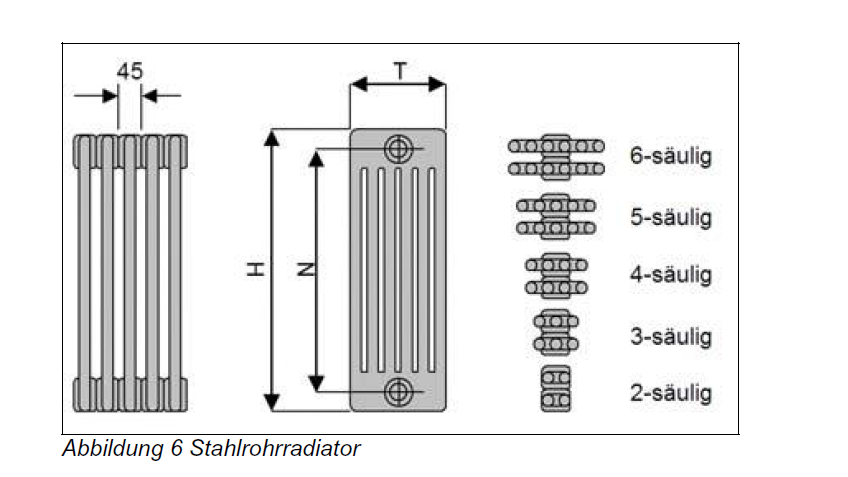 45
T
H
N
6-säulig
5-säulig
4-säulig
3-säulig
2-säulig
Abbildung 6 Stahlrohrradiator